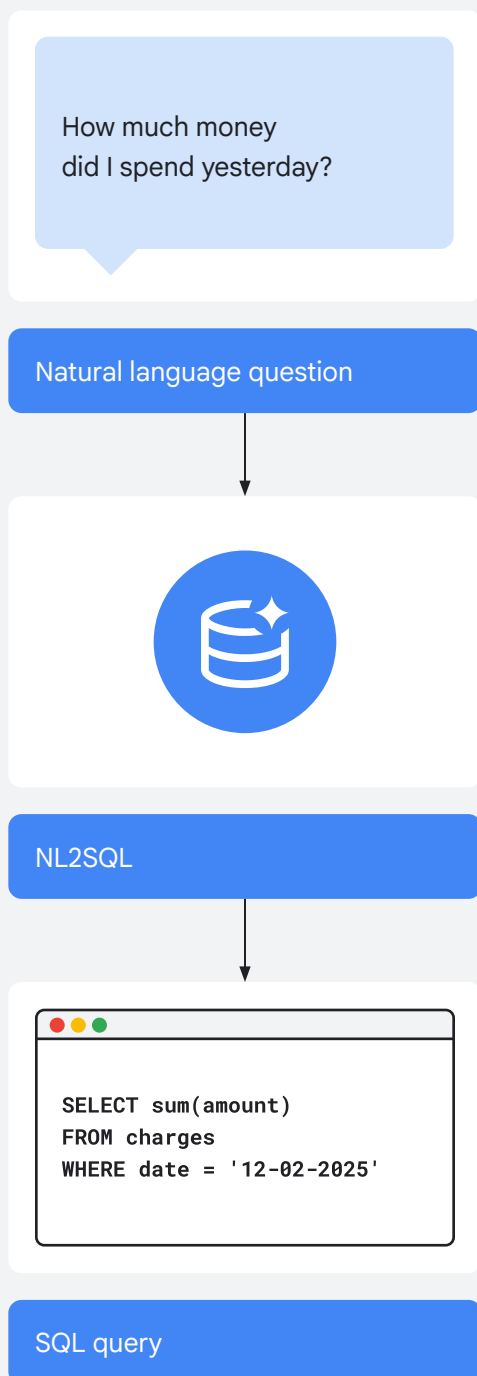 How much money
did I spend yesterday?
Natural language question
NL2SQL
SELECT sum(amount)
FROM charges
WHERE date = '12-02-2025'
SQL query